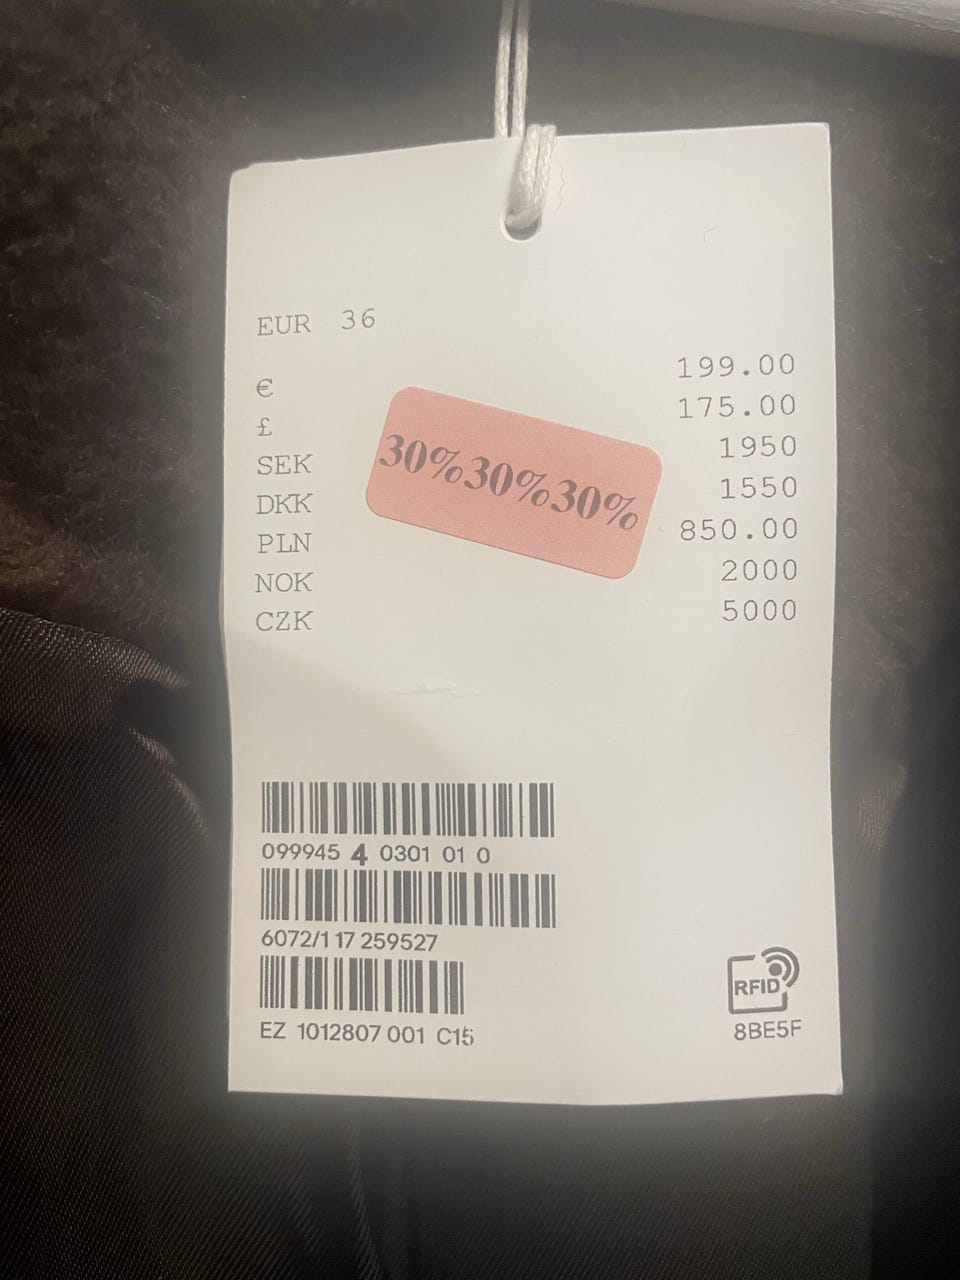 EUR 36
€ 199.00
£ 175.00
SEK 1950
DKK 1550
PLN 850.00
NOK 2000
CZK 5000
30%30%30%
099945 4 0301 01 0
6072/1 17 259527
EZ 1012807 001 C15
RFID
8BE5F